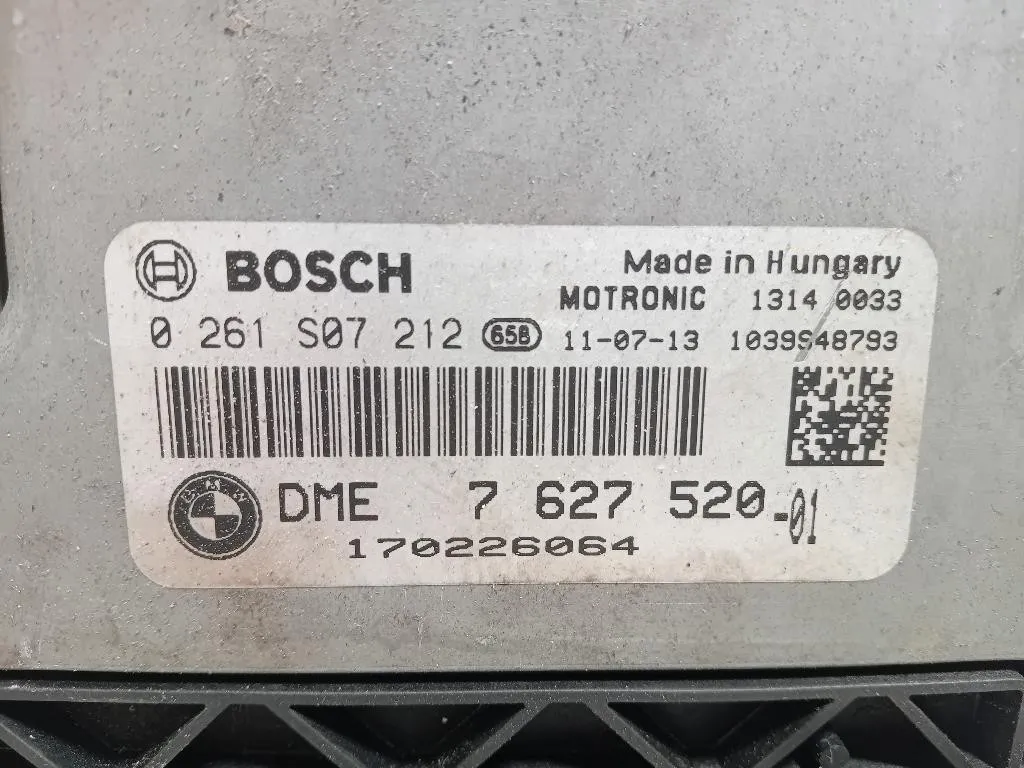 BOSCH
Made in Hungary
MOTRONIC 1314 0033
0 261 S07 212 658 11-07-13 1039S48793
BMW
DME 7 627 520-01
170226064